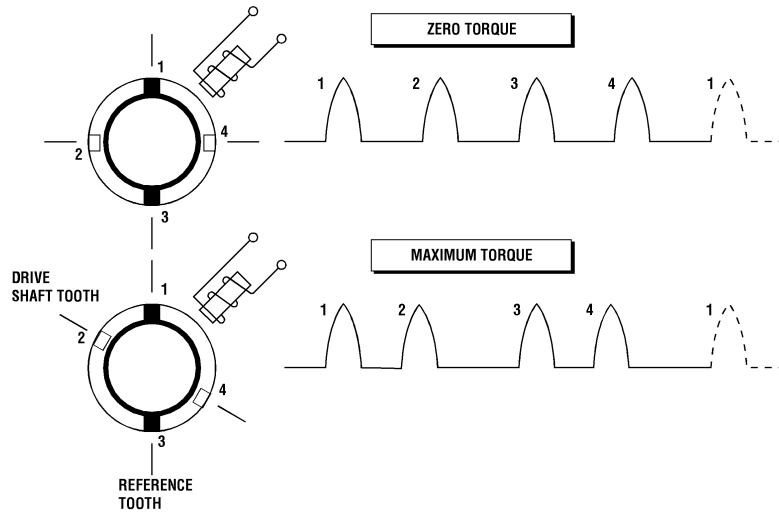 ZERO TORQUE
1
2
4
3
1 2 3 4 1
MAXIMUM TORQUE
DRIVE
SHAFT TOOTH
1
2
4
3
1 2 3 4 1
REFERENCE
TOOTH